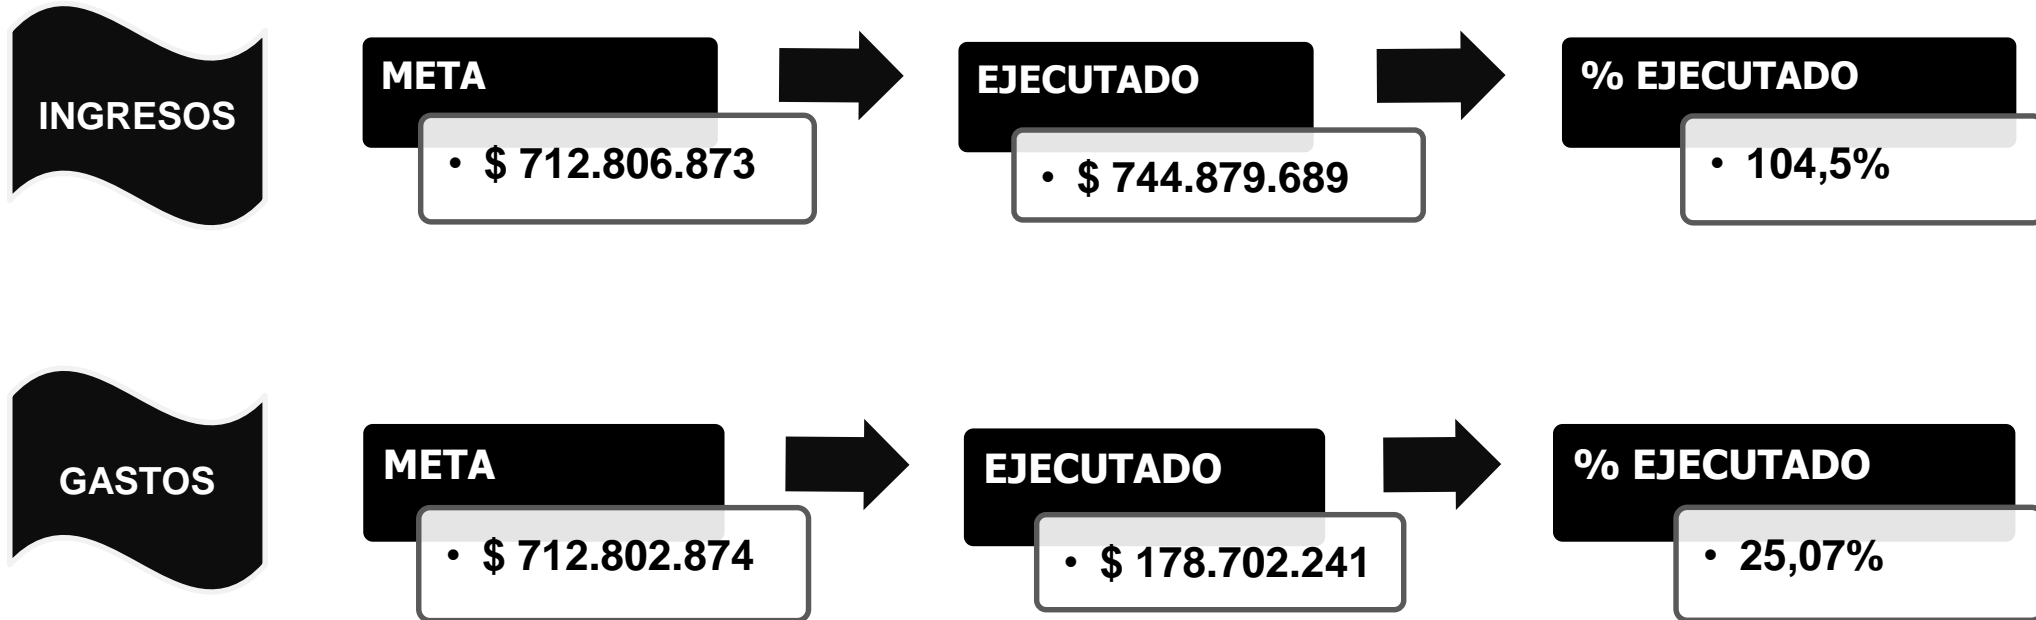 INGRESOS
META
• $ 712.806.873
EJECUTADO
• $ 744.879.689
% EJECUTADO
• 104,5%
GASTOS
META
• $ 712.802.874
EJECUTADO
• $ 178.702.241
% EJECUTADO
• 25,07%